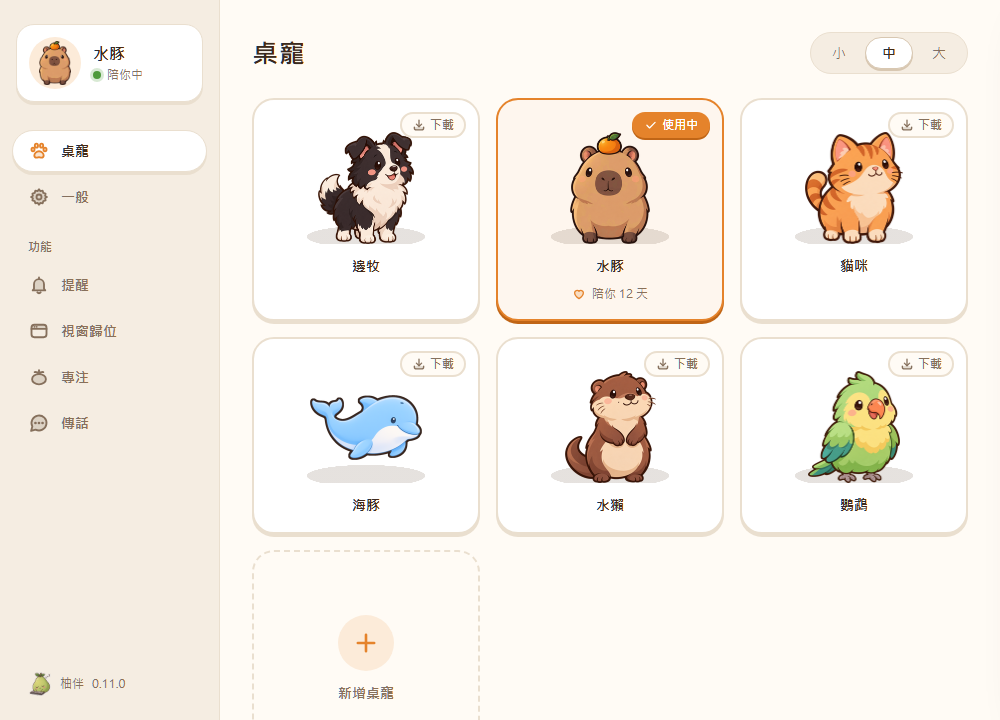 水豚
陪你中
桌寵
一般
功能
提醒
視窗歸位
專注
傳話
柚伴 0.11.0
桌寵
小 中 大
下載
邊牧
使用中
水豚
陪你 12 天
下載
貓咪
下載
海豚
下載
水獺
下載
鸚鵡
新增桌寵